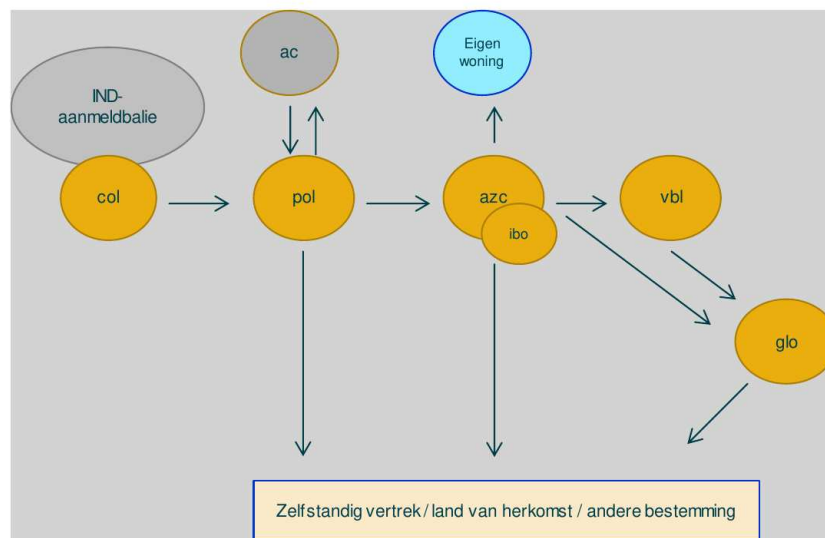 ac
Eigen
woning
IND-
aanmeldbalie
col
pol
azc
ibo
vbl
glo
Zelfstandig vertrek / land van herkomst / andere bestemming